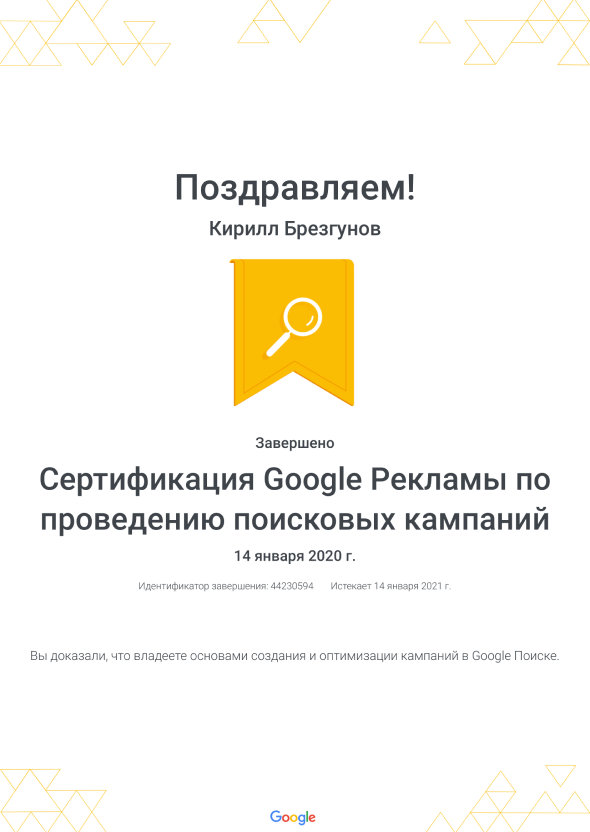 Поздравляем!
Кирилл Брезгунов
Завершено
Сертификация Google Рекламы по
проведению поисковых кампаний
14 января 2020 г.
Идентификатор завершения: 44230594 Истекает 14 января 2021 г.
Вы доказали, что владеете основами создания и оптимизации кампаний в Google Поиске.
Google